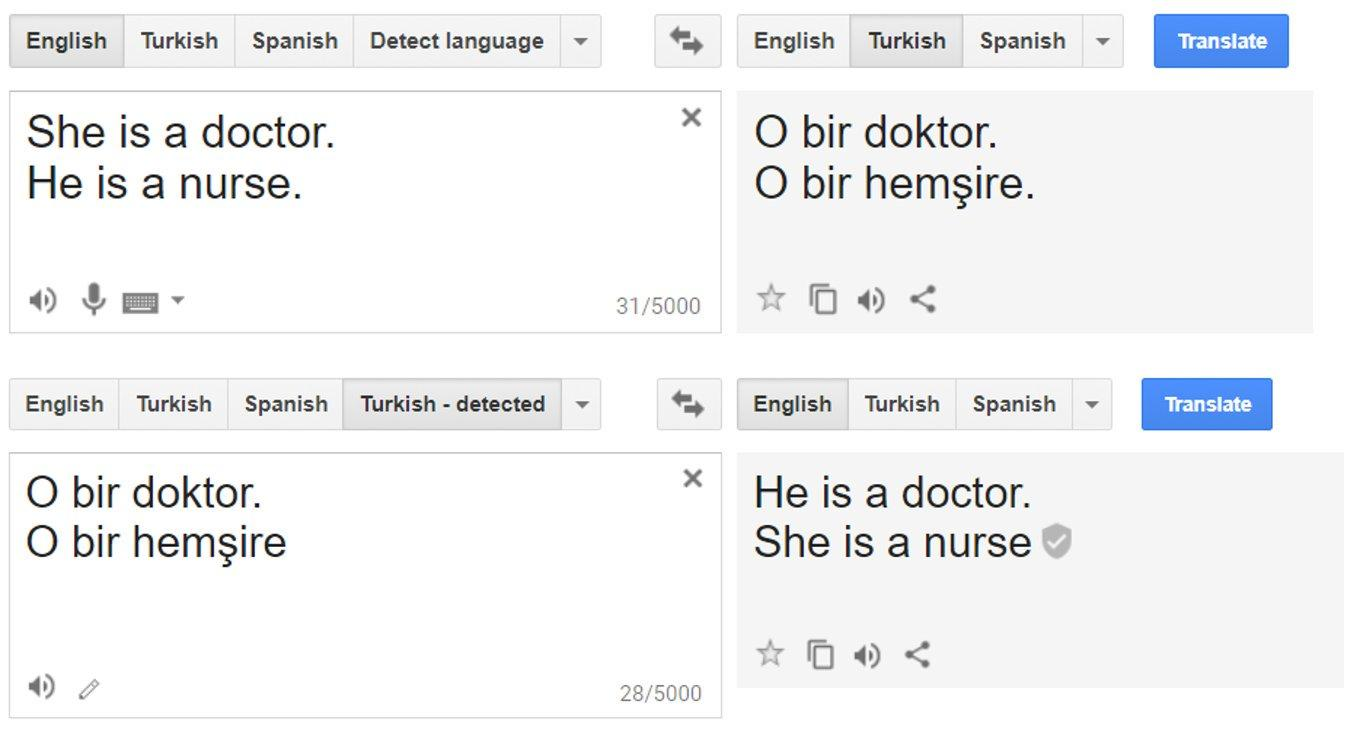 English Turkish Spanish Detect language English Turkish Spanish Translate
She is a doctor.
He is a nurse.
31/5000
O bir doktor.
O bir hemşire.
English Turkish Spanish Turkish - detected English Turkish Spanish Translate
O bir doktor.
O bir hemşire
28/5000
He is a doctor.
She is a nurse